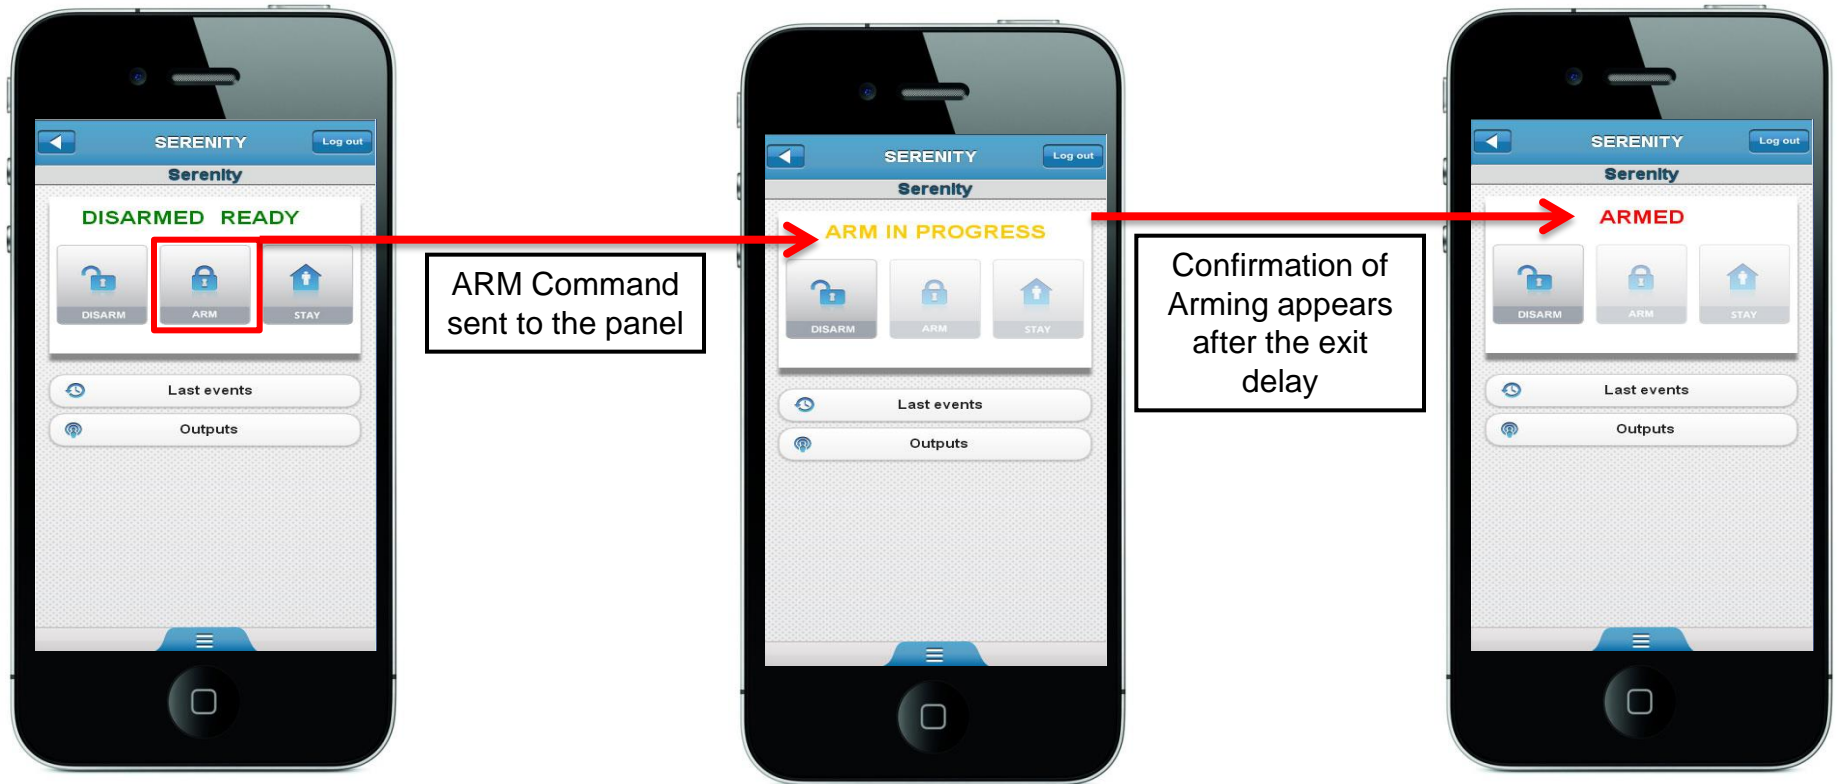 SERENITY
Log out
Serenity
DISARMED READY
DISARM
ARM
STAY
Last events
Outputs
ARM Command
sent to the panel
SERENITY
Log out
Serenity
ARM IN PROGRESS
DISARM
ARM
STAY
Last events
Outputs
Confirmation of
Arming appears
after the exit
delay
SERENITY
Log out
Serenity
ARMED
DISARM
ARM
STAY
Last events
Outputs